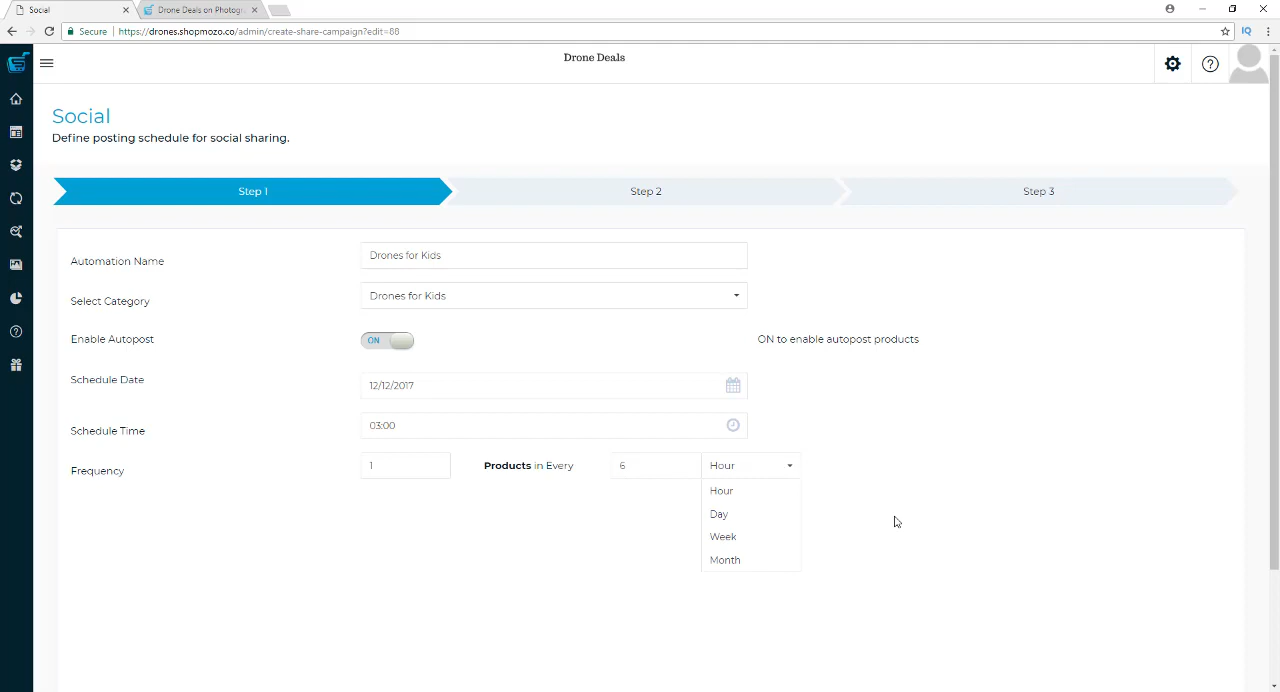 Social
Drone Deals on Photogr
Secure
https://drones.shopmozo.co/admin/create-share-campaign?edit=88
IQ
Drone Deals
Social
Define posting schedule for social sharing.
Step 1
Step 2
Step 3
Automation Name
Drones for Kids
Select Category
Drones for Kids
Enable Autopost
ON
ON to enable autopost products
Schedule Date
12/12/2017
Schedule Time
03:00
Frequency
1
Products in Every
6
Hour
Hour
Day
Week
Month